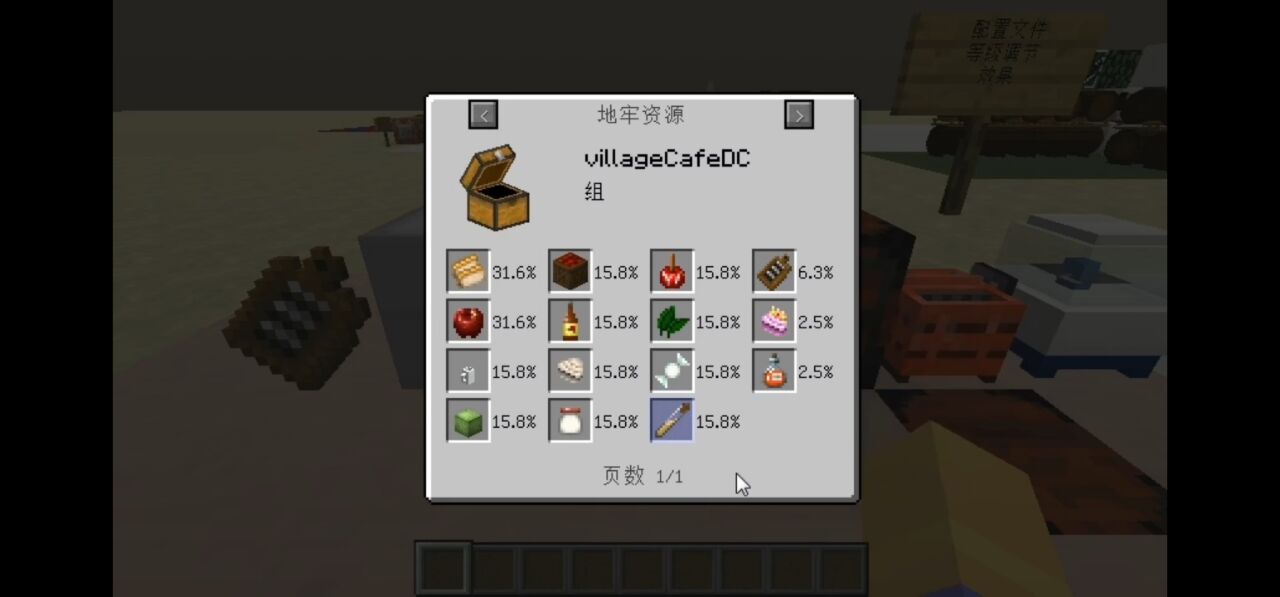 配置文件
等级调节
效果
< 地牢资源 >
villageCafeDC
组
31.6% 15.8% 15.8% 6.3%
31.6% 15.8% 15.8% 2.5%
15.8% 15.8% 15.8% 2.5%
15.8% 15.8% 15.8%
页数 1/1